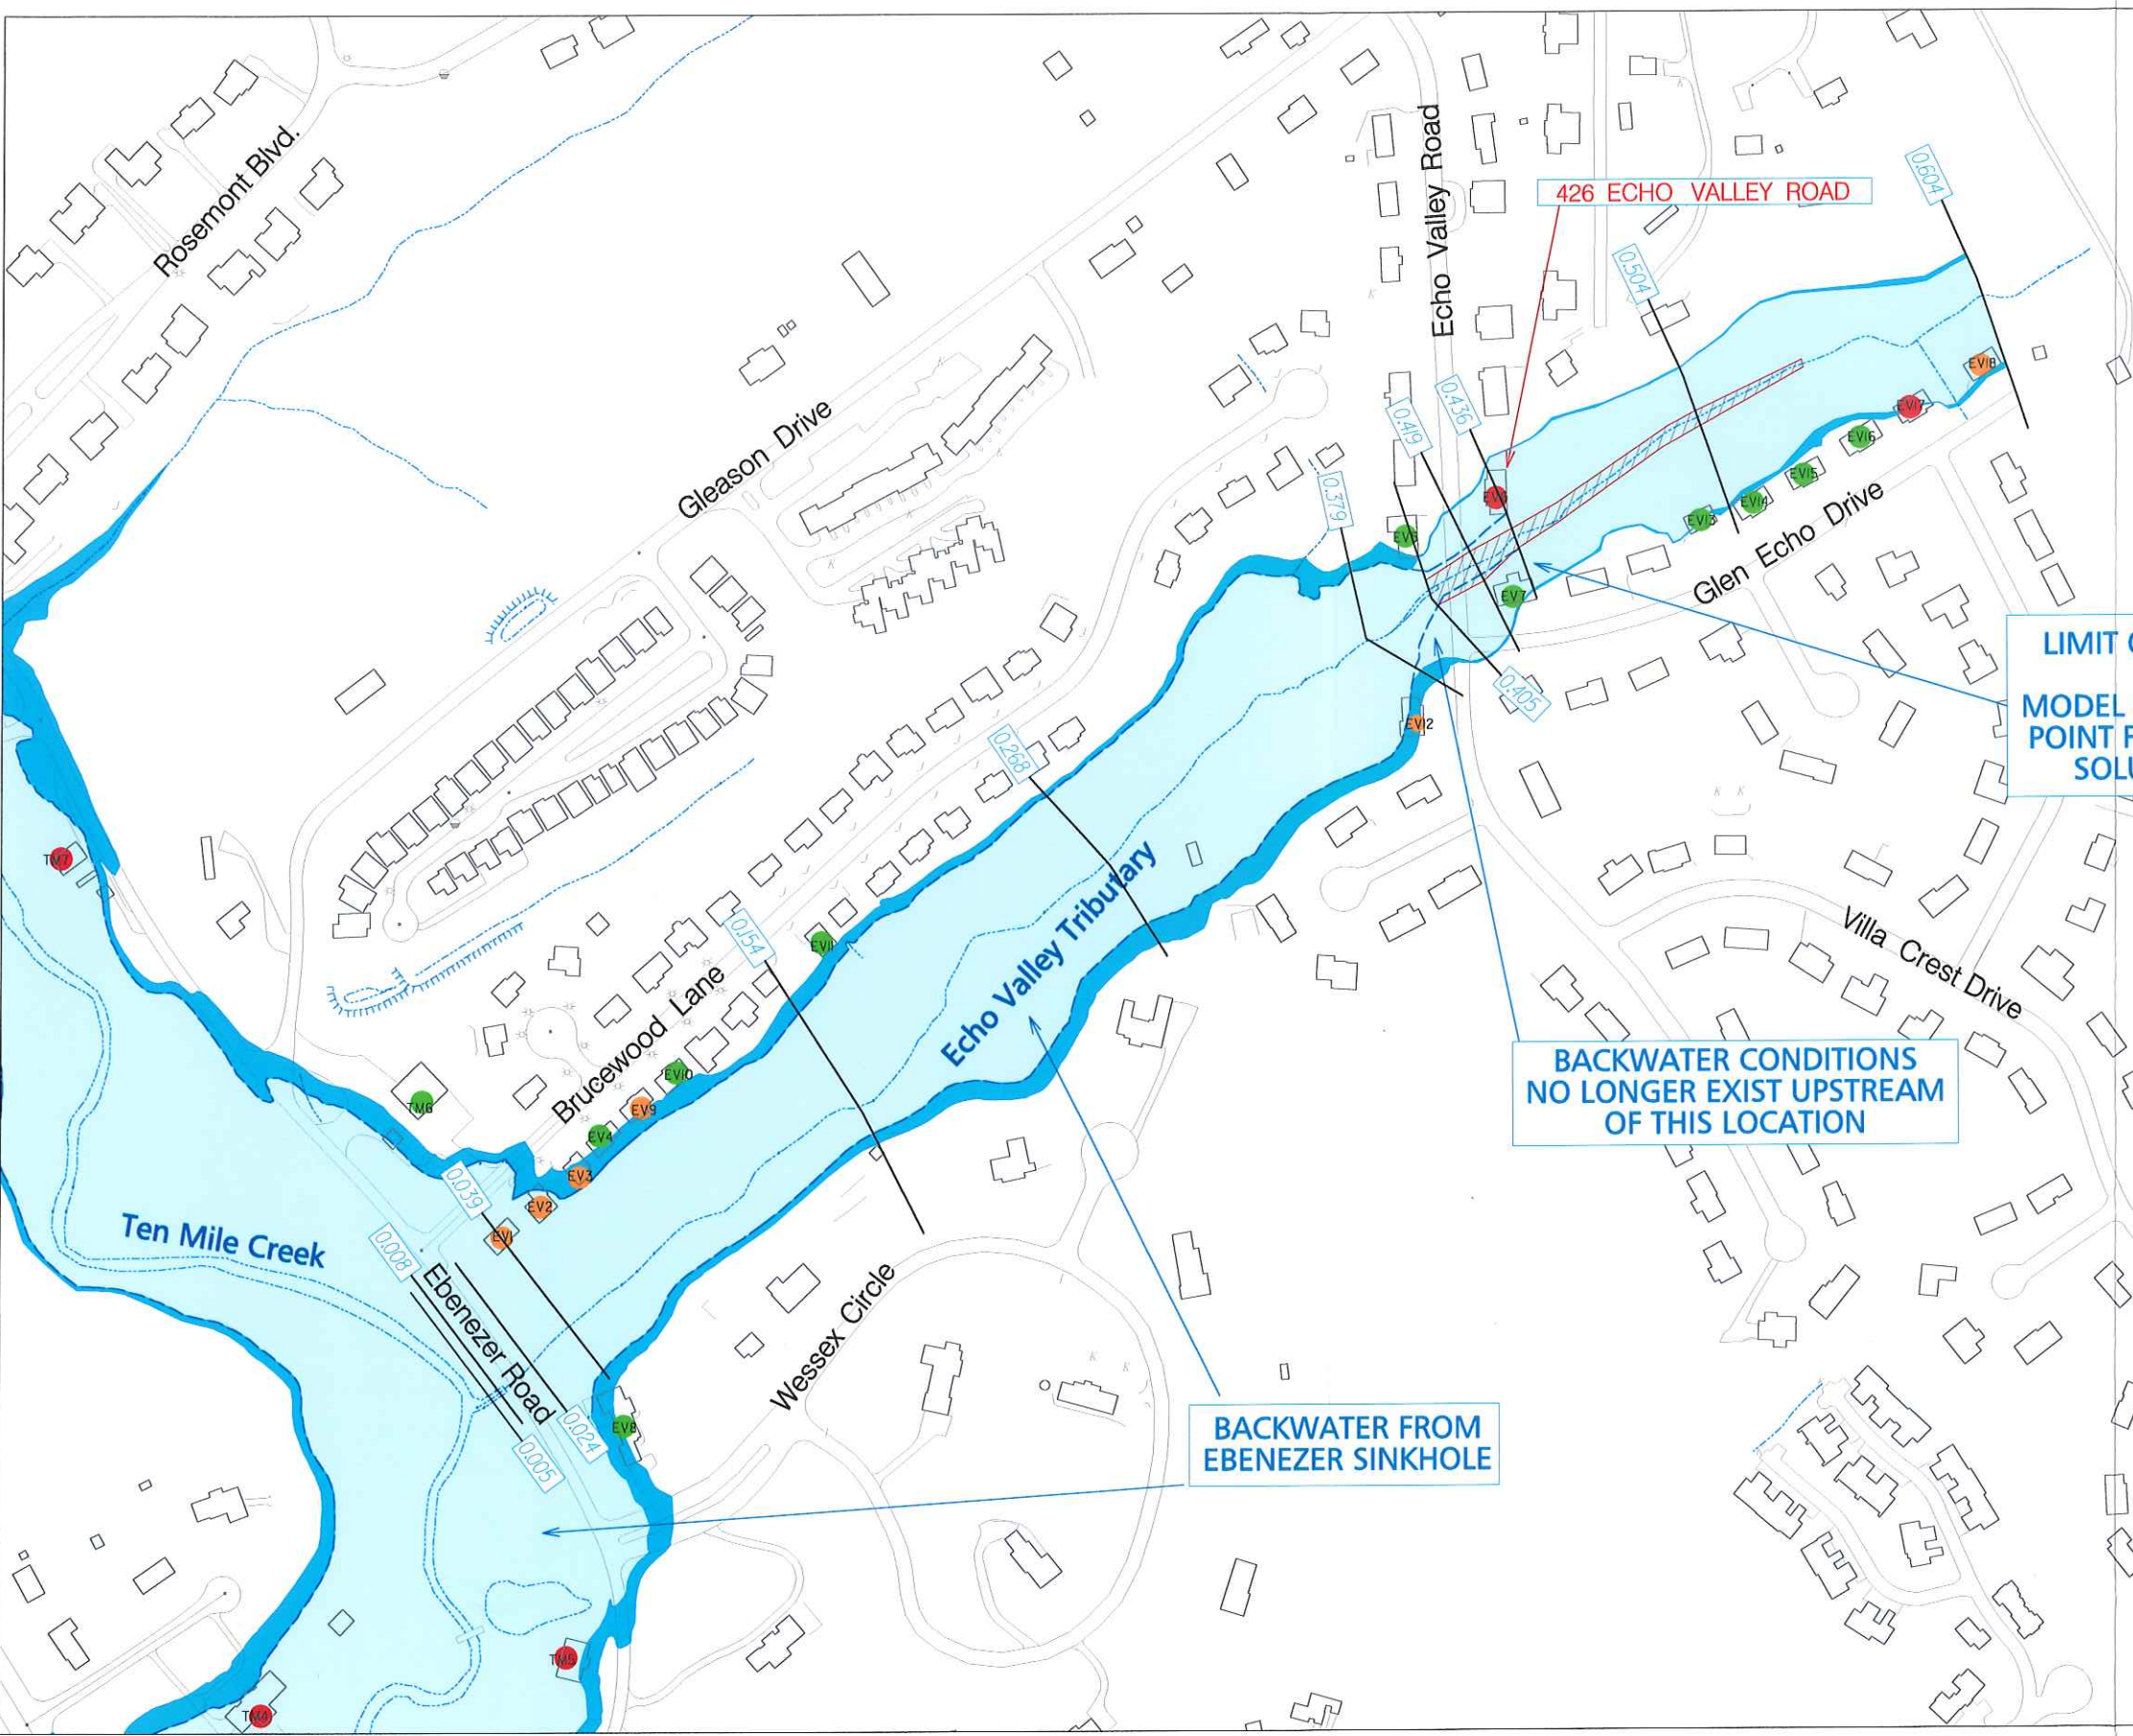 Rosemont Blvd.
Echo Valley Road
426 ECHO VALLEY ROAD
0.604
0.504
0.436
0.419
0.379
0.405
EV18
EV17
EV16
EV15
EV14
EV13
EV7
EV12
Gleason Drive
Glen Echo Drive
LIMIT
MODEL
POINT
SOLU
0.268
TM7
EV11
0.154
Echo Valley Tributary
Villa Crest Drive
Brucewood Lane
EV10
EV9
EV4
EV3
EV2
EV1
TM6
BACKWATER CONDITIONS
NO LONGER EXIST UPSTREAM
OF THIS LOCATION
0.039
0.008
Ten Mile Creek
Ebenezer Road
0.024
0.005
EV8
Wessex Circle
BACKWATER FROM
EBENEZER SINKHOLE
TM5
TM4